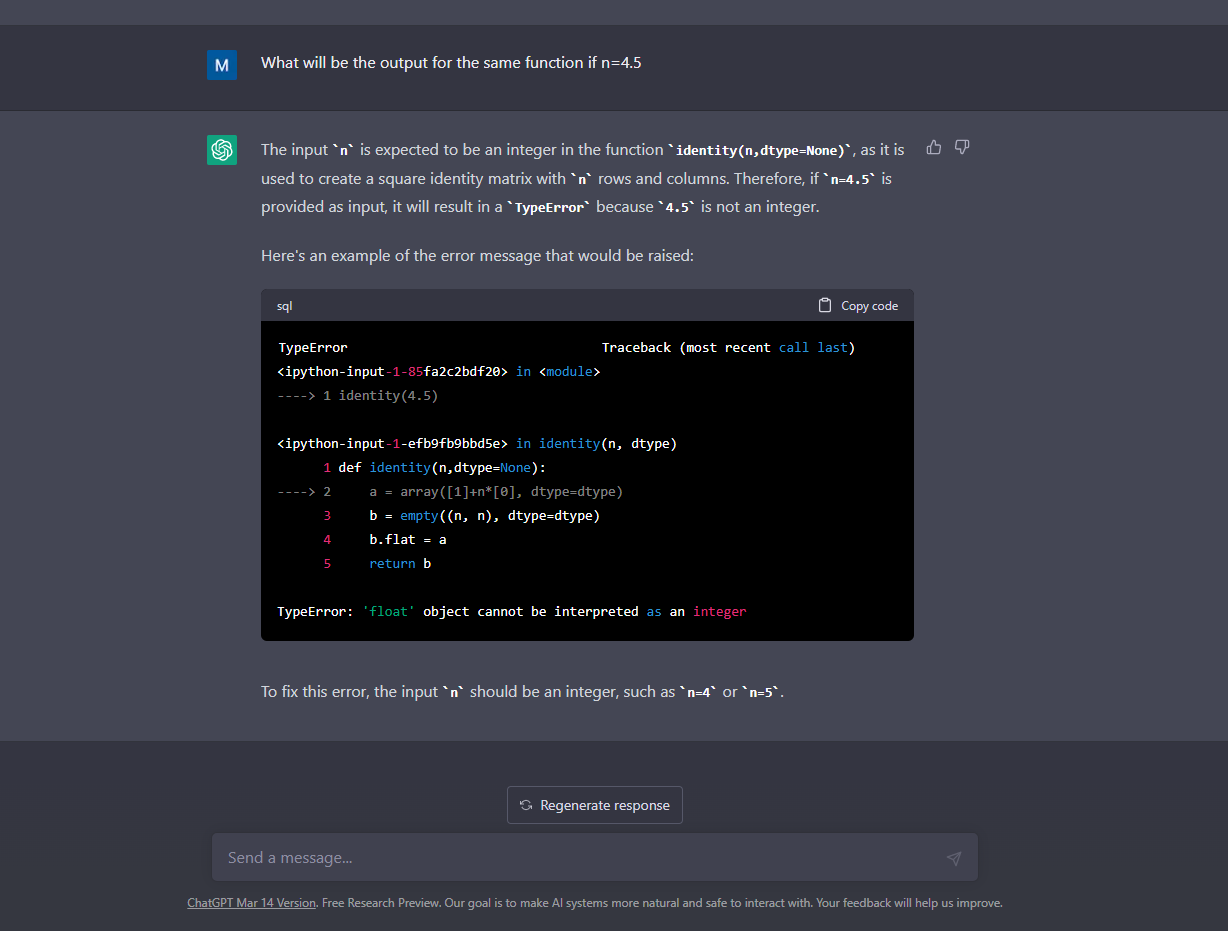 M
What will be the output for the same function if n=4.5
The input `n` is expected to be an integer in the function `identity(n,dtype=None)`, as it is
used to create a square identity matrix with `n` rows and columns. Therefore, if `n=4.5` is
provided as input, it will result in a `TypeError` because `4.5` is not an integer.
Here's an example of the error message that would be raised:
sql Copy code
TypeError                                 Traceback (most recent call last)
<ipython-input-1-85fa2c2bdf20> in <module>
----> 1 identity(4.5)
<ipython-input-1-efb9fb9bbd5e> in identity(n, dtype)
      1 def identity(n,dtype=None):
----> 2     a = array([1]+n*[0], dtype=dtype)
      3     b = empty((n, n), dtype=dtype)
      4     b.flat = a
      5     return b
TypeError: 'float' object cannot be interpreted as an integer
To fix this error, the input `n` should be an integer, such as `n=4` or `n=5`.
Regenerate response
Send a message...
ChatGPT Mar 14 Version. Free Research Preview. Our goal is to make AI systems more natural and safe to interact with. Your feedback will help us improve.